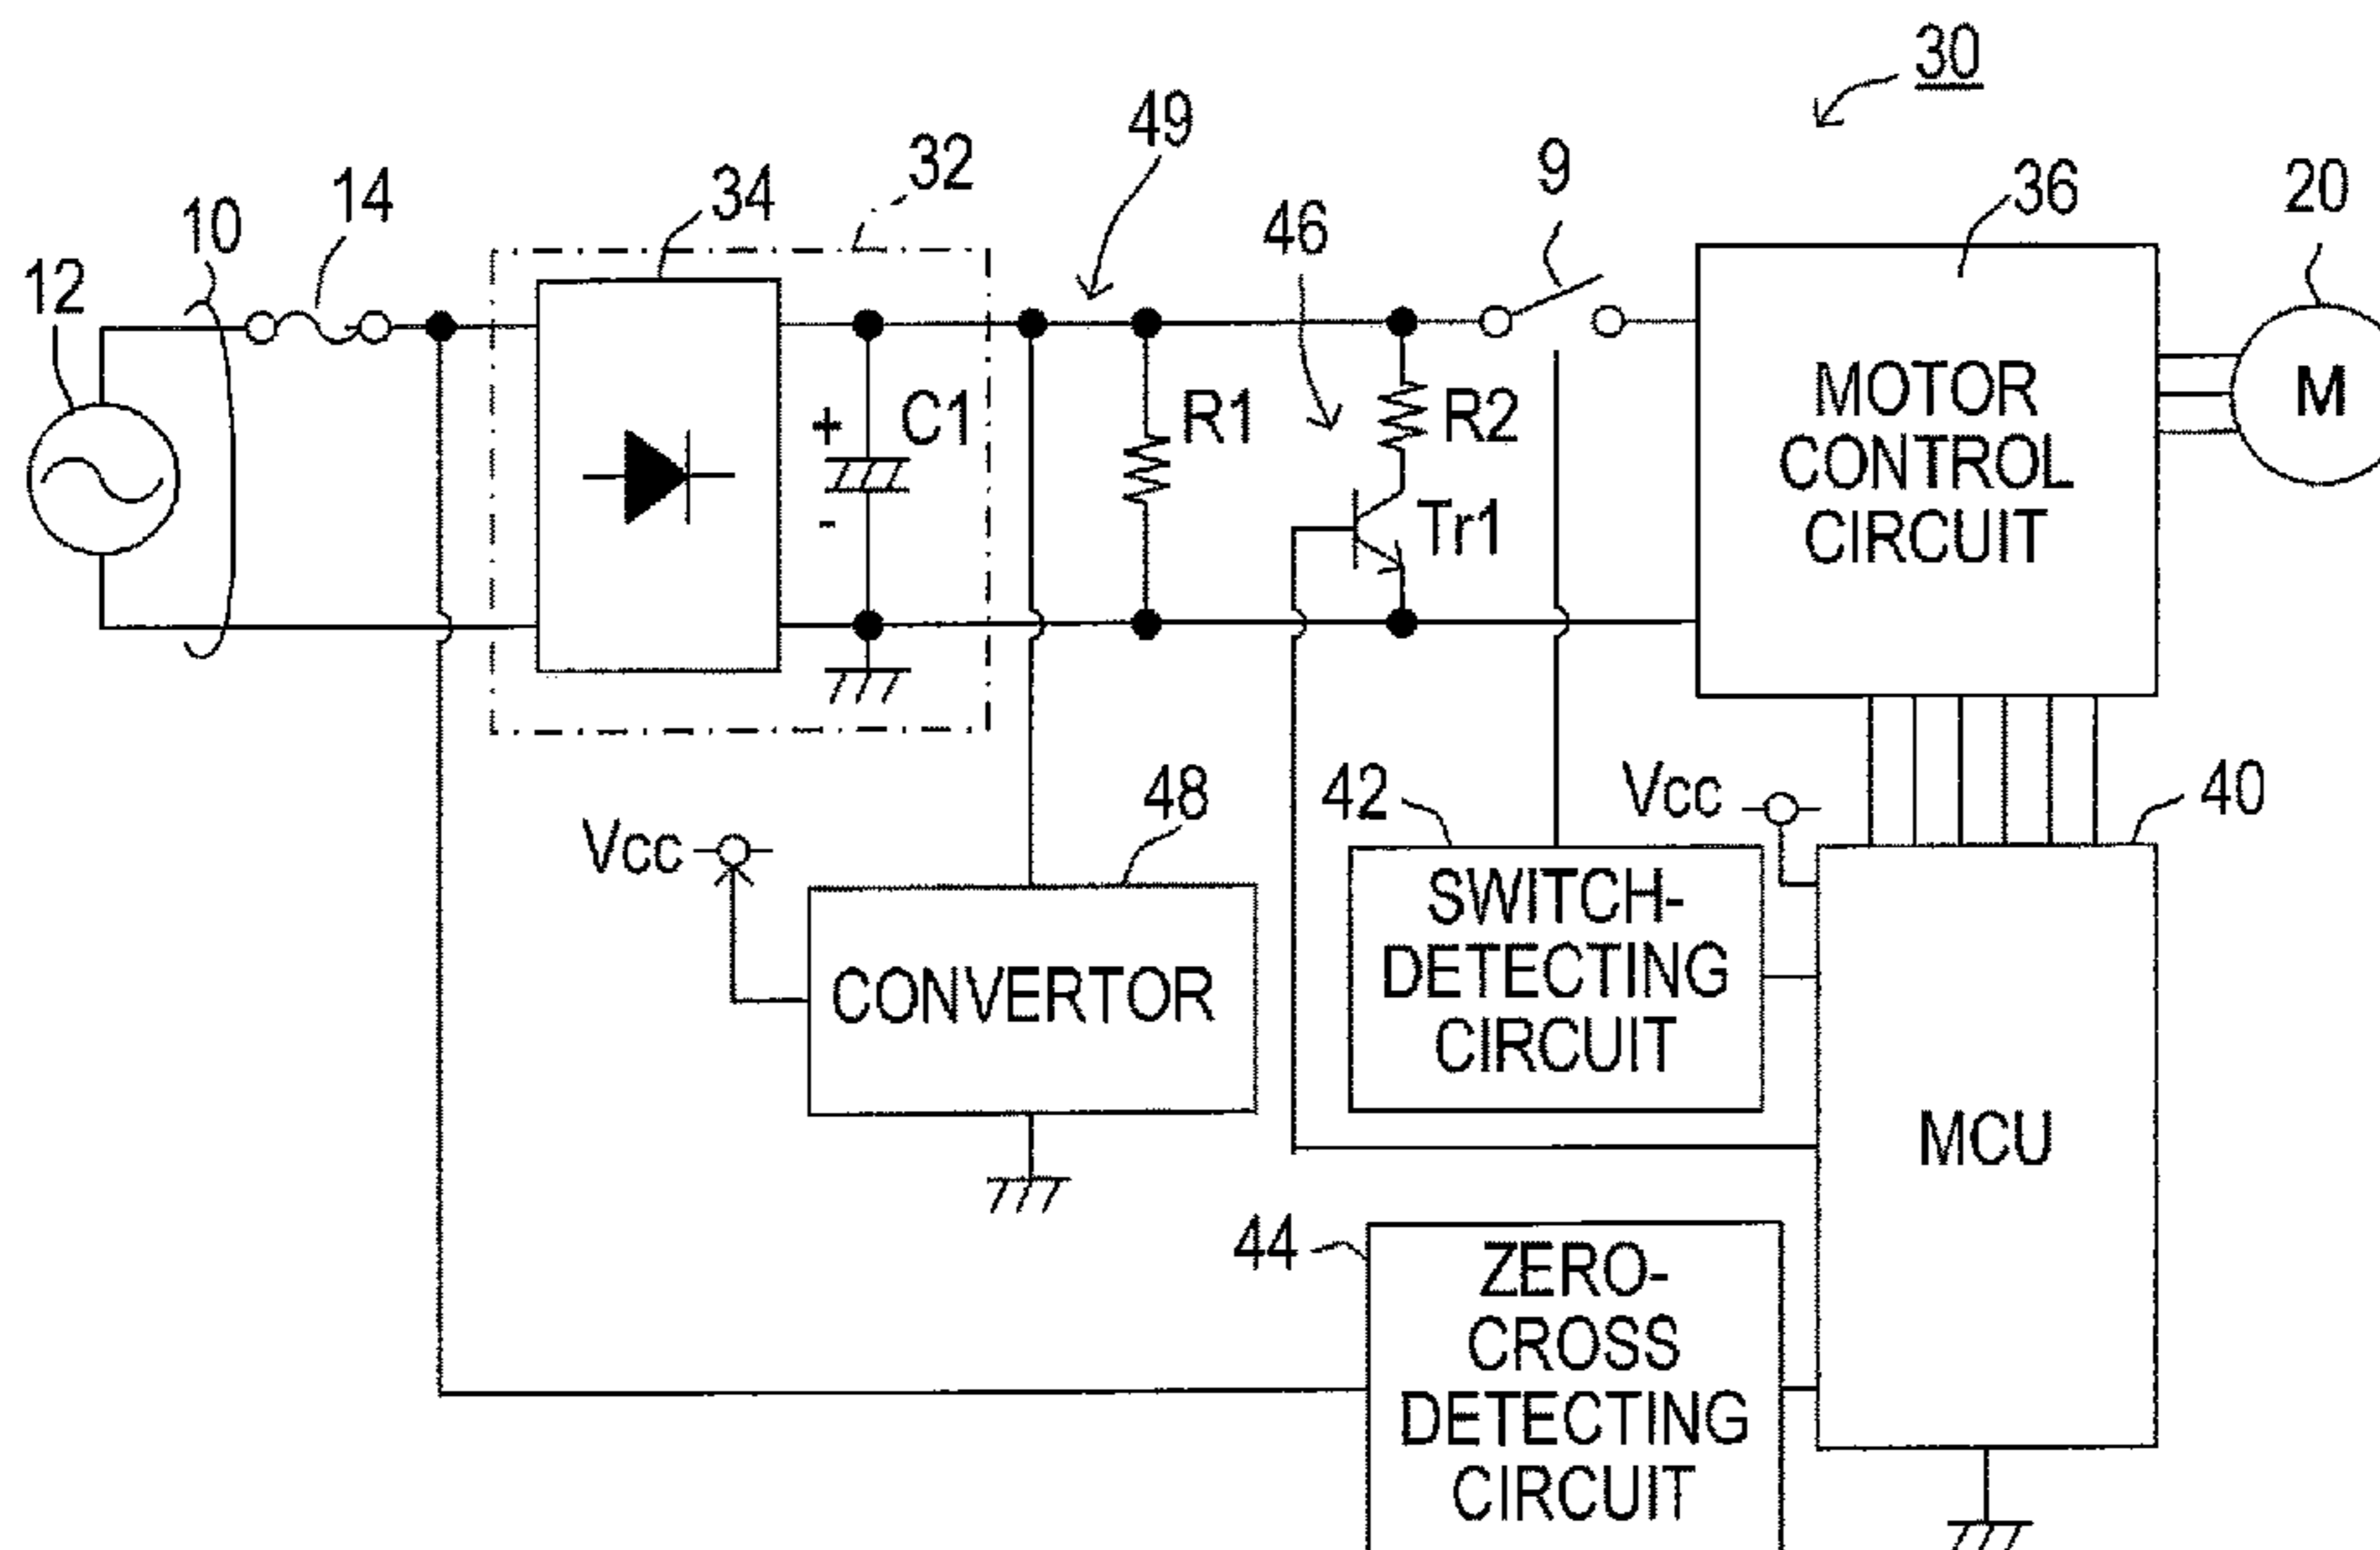 30
49
9
32
34
36
20
14
10
46
12
MOTOR
CONTROL
CIRCUIT
M
+
C1
R1
R2
-
Tr1
48
42
Vcc
40
Vcc
SWITCH-
DETECTING
CIRCUIT
CONVERTOR
MCU
44
ZERO-
CROSS
DETECTING
CIRCUIT